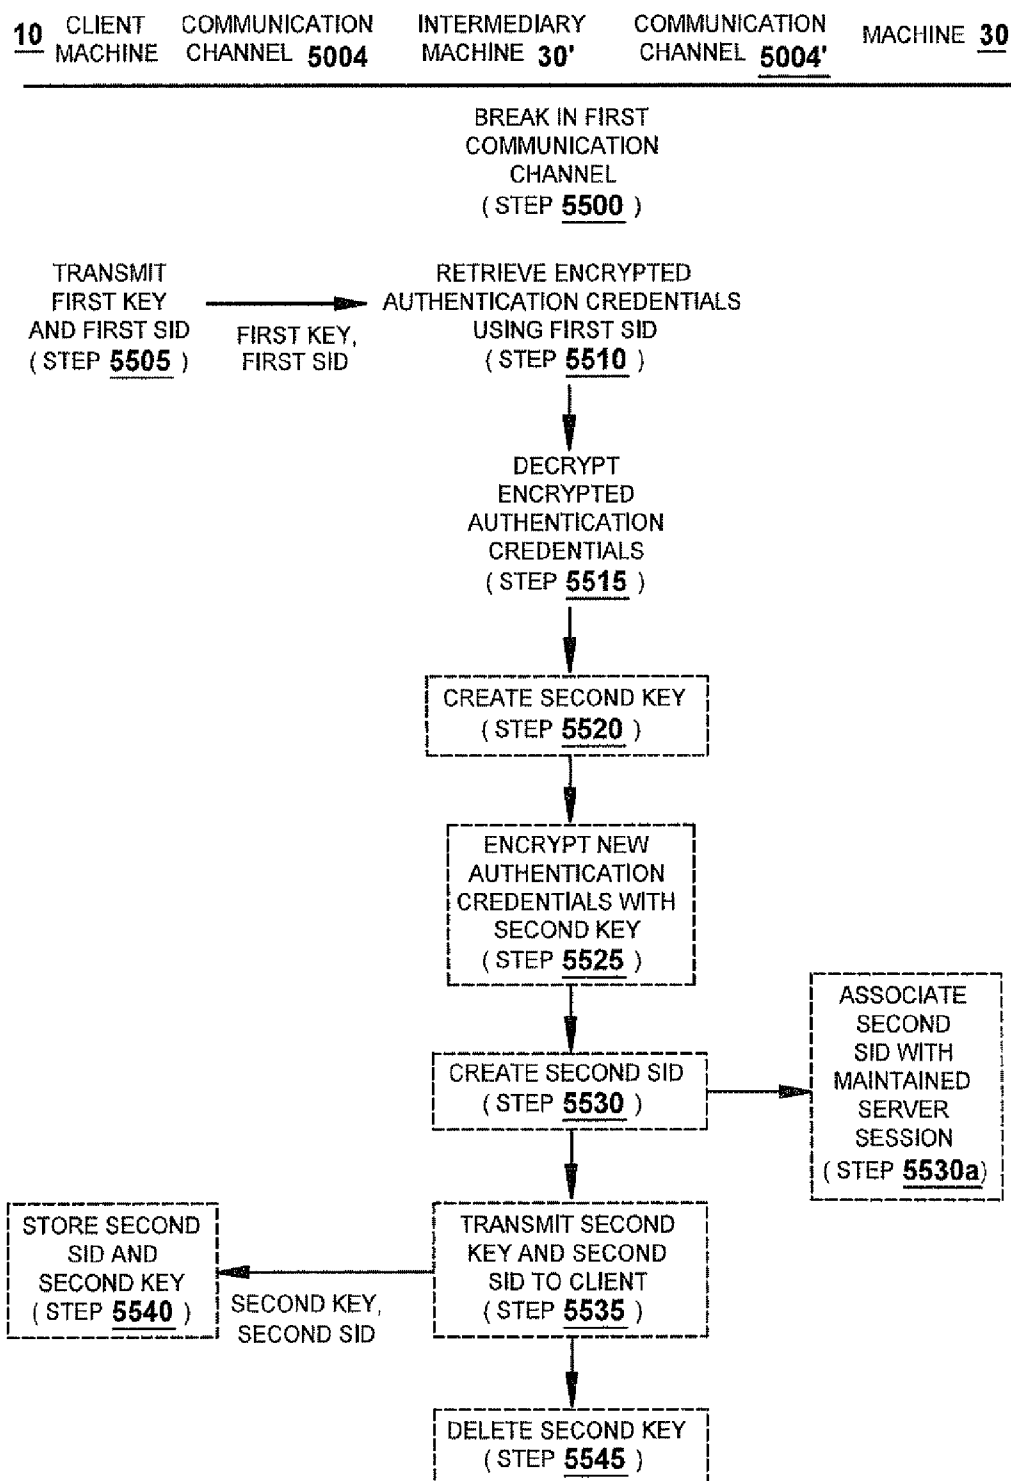 10 CLIENT MACHINE COMMUNICATION CHANNEL 5004 INTERMEDIARY MACHINE 30' COMMUNICATION CHANNEL 5004' MACHINE 30
BREAK IN FIRST
COMMUNICATION
CHANNEL
( STEP 5500 )
TRANSMIT
FIRST KEY
AND FIRST SID
( STEP 5505 )
FIRST KEY,
FIRST SID
RETRIEVE ENCRYPTED
AUTHENTICATION CREDENTIALS
USING FIRST SID
( STEP 5510 )
DECRYPT
ENCRYPTED
AUTHENTICATION
CREDENTIALS
( STEP 5515 )
CREATE SECOND KEY
( STEP 5520 )
ENCRYPT NEW
AUTHENTICATION
CREDENTIALS WITH
SECOND KEY
( STEP 5525 )
CREATE SECOND SID
( STEP 5530 )
ASSOCIATE
SECOND
SID WITH
MAINTAINED
SERVER
SESSION
( STEP 5530a)
TRANSMIT SECOND
KEY AND SECOND
SID TO CLIENT
( STEP 5535 )
SECOND KEY,
SECOND SID
STORE SECOND
SID AND
SECOND KEY
( STEP 5540 )
DELETE SECOND KEY
( STEP 5545 )